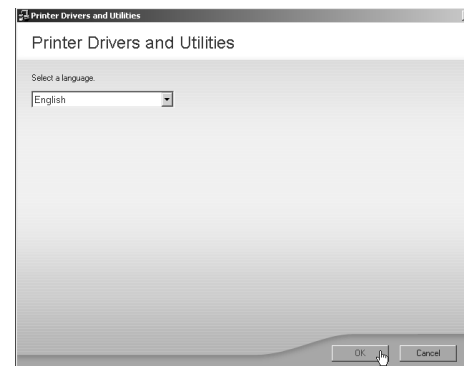 Printer Drivers and Utilities
Printer Drivers and Utilities
Select a language.
English
OK
Cancel